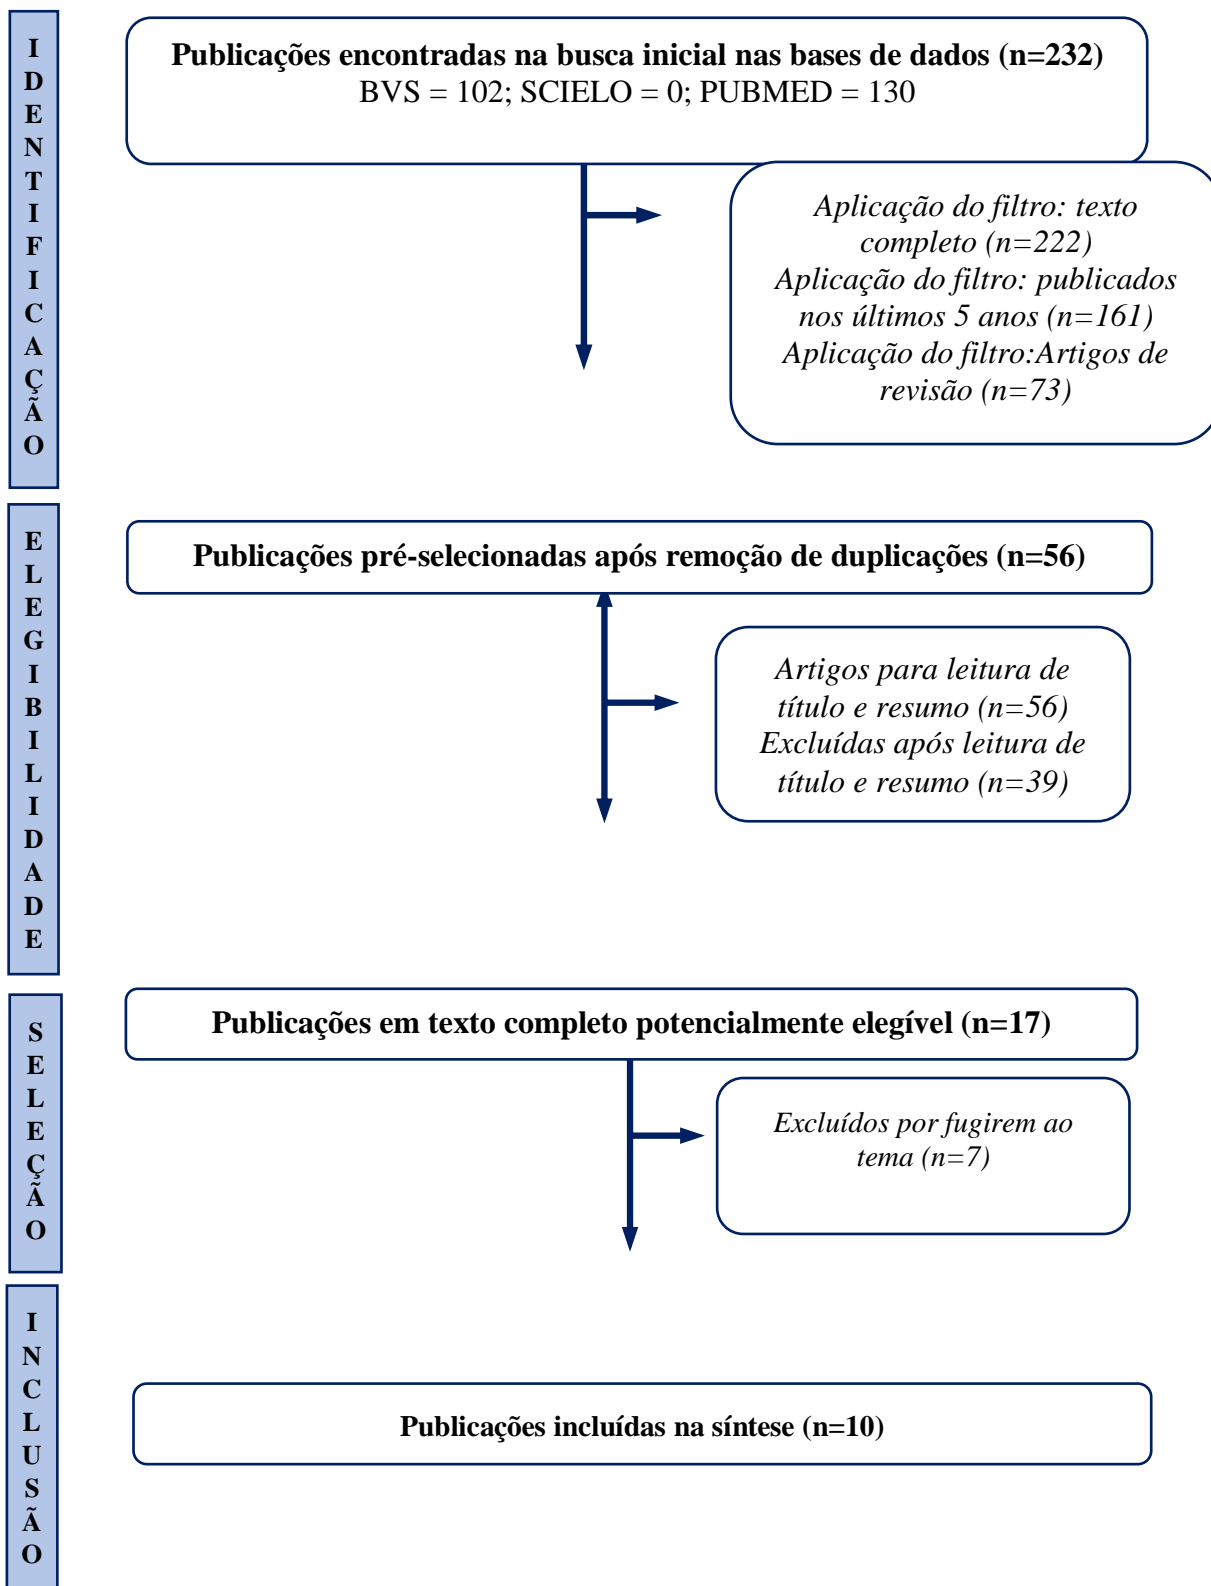 IDENTIFICAÇÃO
Publicações encontradas na busca inicial nas bases de dados (n=232)
BVS = 102; SCIELO = 0; PUBMED = 130
Aplicação do filtro: texto
completo (n=222)
Aplicação do filtro: publicados
nos últimos 5 anos (n=161)
Aplicação do filtro:Artigos de
revisão (n=73)
ELEGIBILIDADE
Publicações pré-selecionadas após remoção de duplicações (n=56)
Artigos para leitura de
título e resumo (n=56)
Excluídas após leitura de
título e resumo (n=39)
SELEÇÃO
Publicações em texto completo potencialmente elegível (n=17)
Excluídos por fugirem ao
tema (n=7)
INCLUSÃO
Publicações incluídas na síntese (n=10)